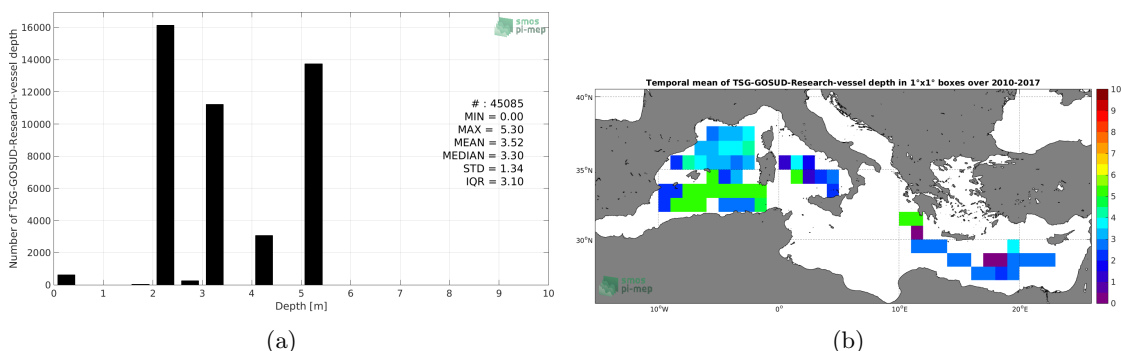 16000
14000
12000
10000
8000
6000
4000
2000
0
Number of TSG-GOSUD-Research-vessel depth
smos
pi-mep
# : 45085
MIN = 0.00
MAX = 5.30
MEAN = 3.52
MEDIAN = 3.30
STD = 1.34
IQR = 3.10
0 1 2 3 4 5 6 7 8 9 10
Depth [m]
(a)
Temporal mean of TSG-GOSUD-Research-vessel depth in 1°x1° boxes over 2010-2017
40°N
35°N
30°N
10°W 0° 10°E 20°E
smos
pi-mep
10
9
8
7
6
5
4
3
2
1
0
(b)